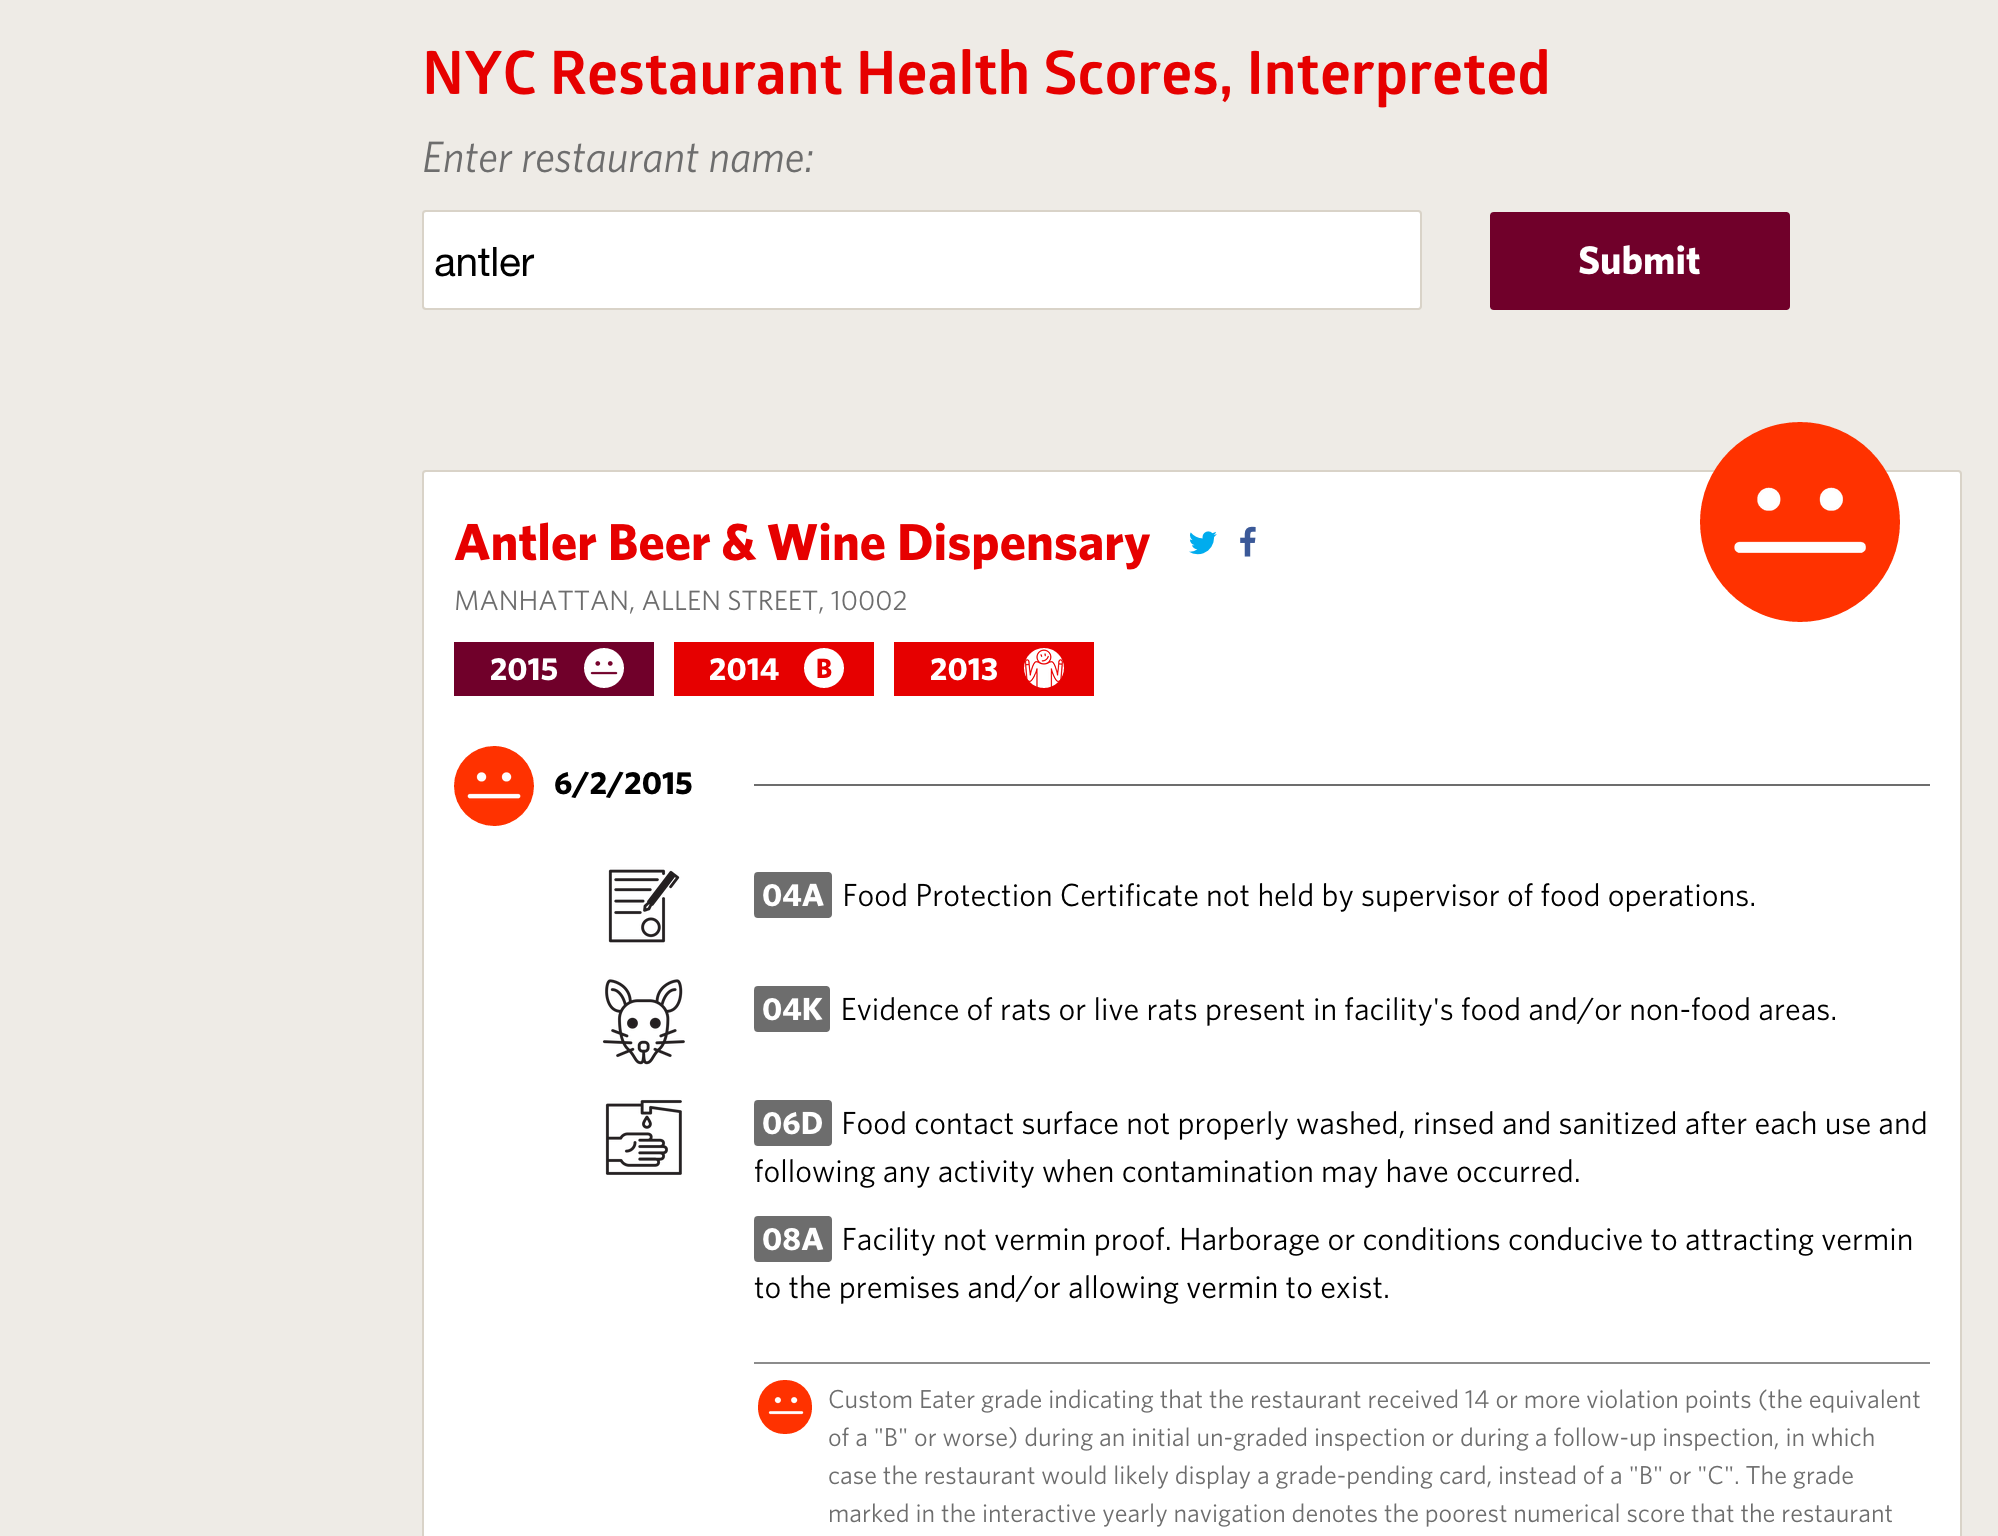 NYC Restaurant Health Scores, Interpreted
Enter restaurant name:
antler
Submit
Antler Beer & Wine Dispensary
MANHATTAN, ALLEN STREET, 10002
2015
2014 B
2013
6/2/2015
04A Food Protection Certificate not held by supervisor of food operations.
04K Evidence of rats or live rats present in facility's food and/or non-food areas.
06D Food contact surface not properly washed, rinsed and sanitized after each use and
following any activity when contamination may have occurred.
08A Facility not vermin proof. Harborage or conditions conducive to attracting vermin
to the premises and/or allowing vermin to exist.
Custom Eater grade indicating that the restaurant received 14 or more violation points (the equivalent
of a "B" or worse) during an initial un-graded inspection or during a follow-up inspection, in which
case the restaurant would likely display a grade-pending card, instead of a "B" or "C". The grade
marked in the interactive yearly navigation denotes the poorest numerical score that the restaurant